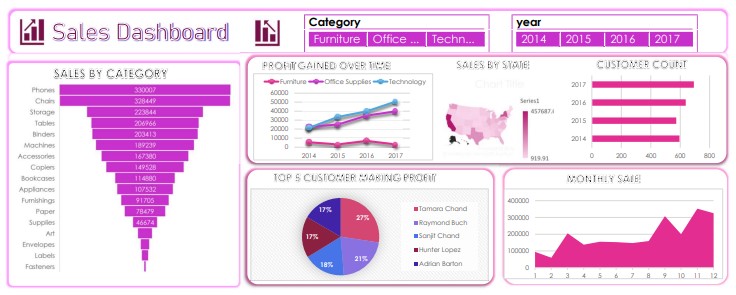 Sales Dashboard
Category
Furniture
Office ...
Techn...
year
2014
2015
2016
2017
SALES BY CATEGORY
Phones 330007
Chairs 328449
Storage 223844
Tables 206966
Binders 203413
Machines 189239
Accessories 167380
Copiers 149528
Bookcases 114880
Appliances 107532
Furnishings 91705
Paper 78479
Supplies 46674
Art
Envelopes
Labels
Fasteners
PROFIT GAINED OVER TIME
Furniture Office Supplies Technology
60000
50000
40000
30000
20000
10000
0
2014 2015 2016 2017
SALES BY STATE
Chart Title
Series1
457687.6
919.91
CUSTOMER COUNT
2017
2016
2015
2014
0 200 400 600 800
TOP 5 CUSTOMER MAKING PROFIT
17%
27%
17%
18%
21%
Tamara Chand
Raymond Buch
Sanjit Chand
Hunter Lopez
Adrian Barton
MONTHLY SALE
400000
300000
200000
100000
0
1 2 3 4 5 6 7 8 9 10 11 12